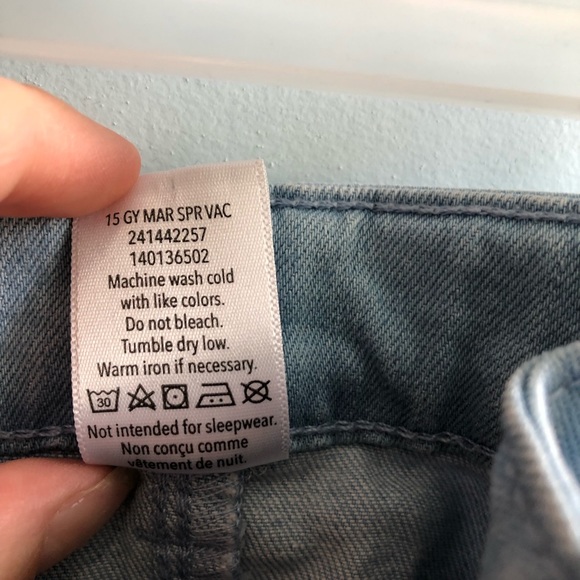 15 GY MAR SPR VAC
241442257
140136502
Machine wash cold
with like colors.
Do not bleach.
Tumble dry low.
Warm iron if necessary.
30
Not intended for sleepwear.
Non conçu comme
vêtement de nuit.